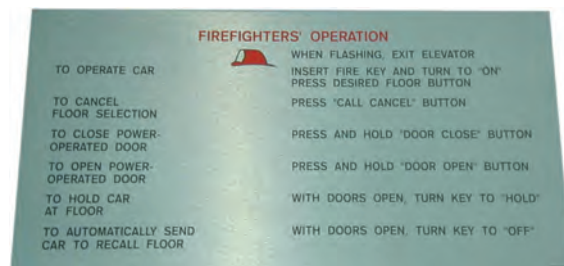 FIREFIGHTERS' OPERATION
WHEN FLASHING, EXIT ELEVATOR
TO OPERATE CAR
INSERT FIRE KEY AND TURN TO "ON"
PRESS DESIRED FLOOR BUTTON
TO CANCEL
FLOOR SELECTION
PRESS "CALL CANCEL" BUTTON
TO CLOSE POWER-
OPERATED DOOR
PRESS AND HOLD "DOOR CLOSE" BUTTON
TO OPEN POWER-
OPERATED DOOR
PRESS AND HOLD "DOOR OPEN" BUTTON
TO HOLD CAR
AT FLOOR
WITH DOORS OPEN, TURN KEY TO "HOLD"
TO AUTOMATICALLY SEND
CAR TO RECALL FLOOR
WITH DOORS OPEN, TURN KEY TO "OFF"